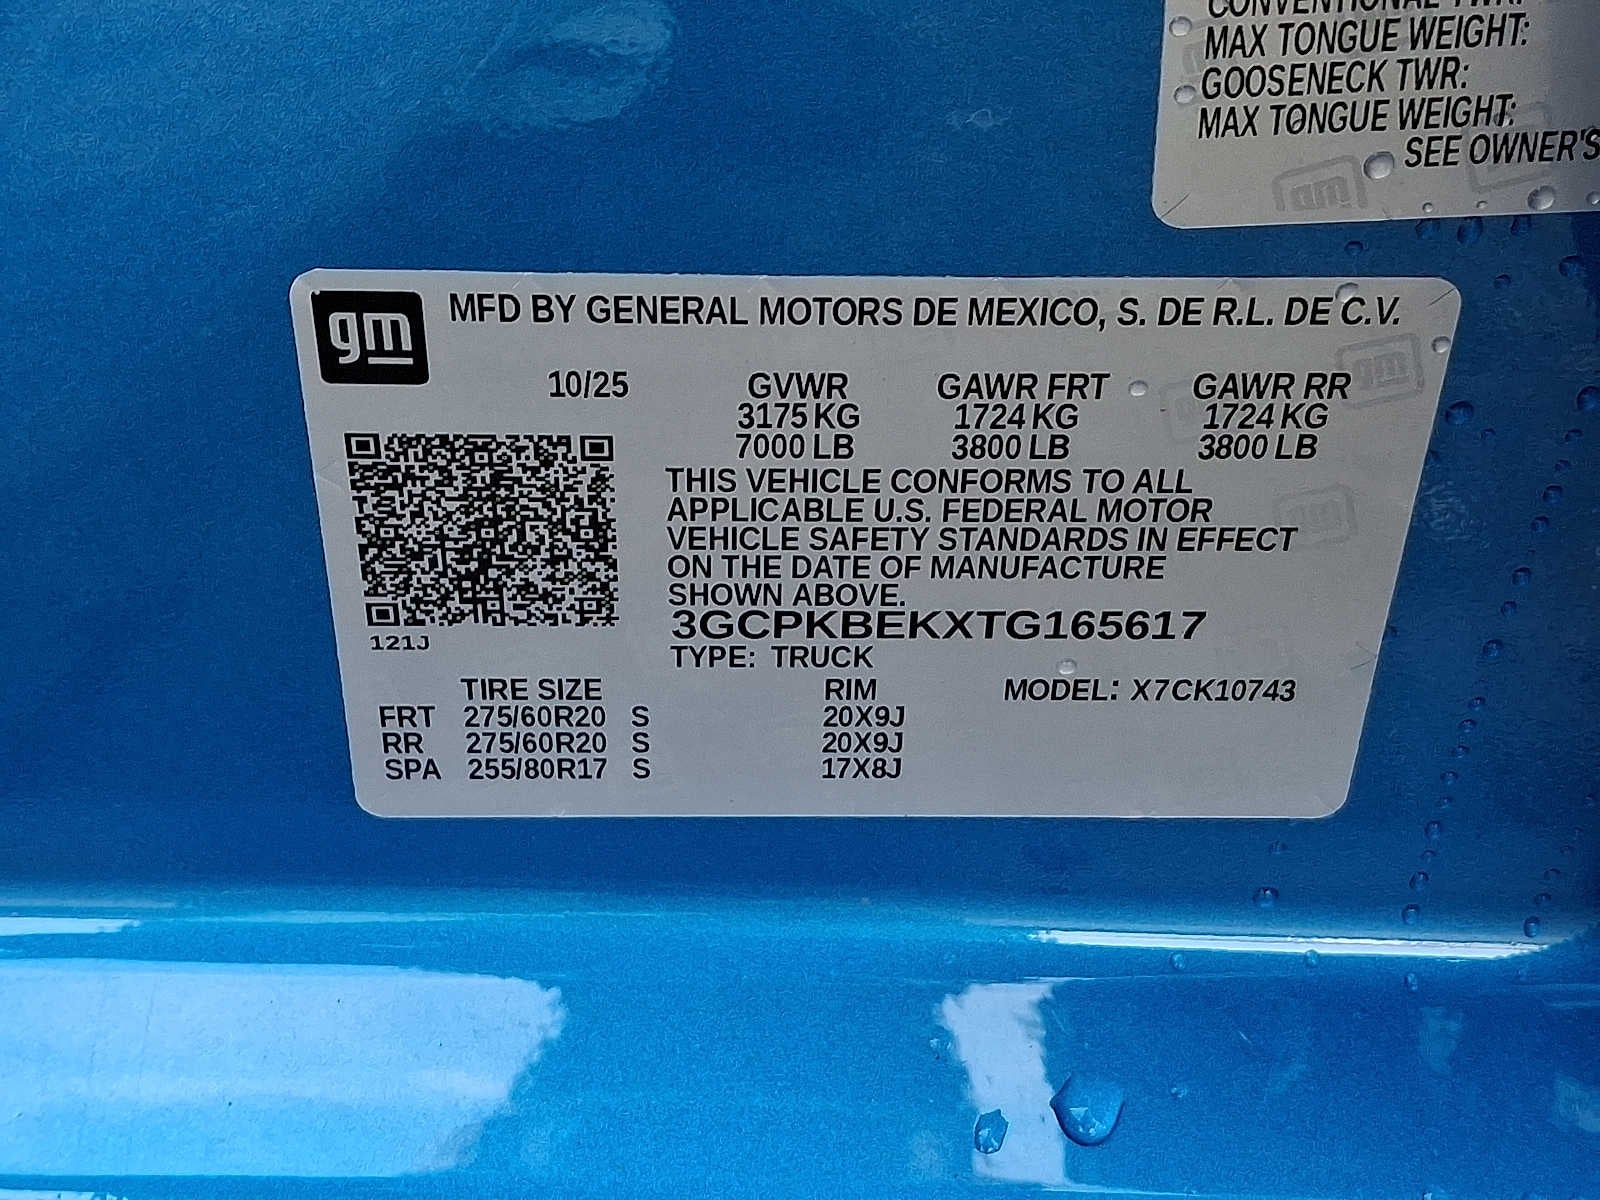 CONVENTIONAL TWR:
MAX TONGUE WEIGHT:
GOOSENECK TWR:
MAX TONGUE WEIGHT:
SEE OWNER'S
gm
MFD BY GENERAL MOTORS DE MEXICO, S. DE R.L. DE C.V.
10/25 GVWR GAWR FRT GAWR RR
3175 KG 1724 KG 1724 KG
7000 LB 3800 LB 3800 LB
THIS VEHICLE CONFORMS TO ALL
APPLICABLE U.S. FEDERAL MOTOR
VEHICLE SAFETY STANDARDS IN EFFECT
ON THE DATE OF MANUFACTURE
SHOWN ABOVE.
3GCPKBEKXTG165617
121J
TYPE: TRUCK
TIRE SIZE RIM MODEL: X7CK10743
FRT 275/60R20 S 20X9J
RR 275/60R20 S 20X9J
SPA 255/80R17 S 17X8J